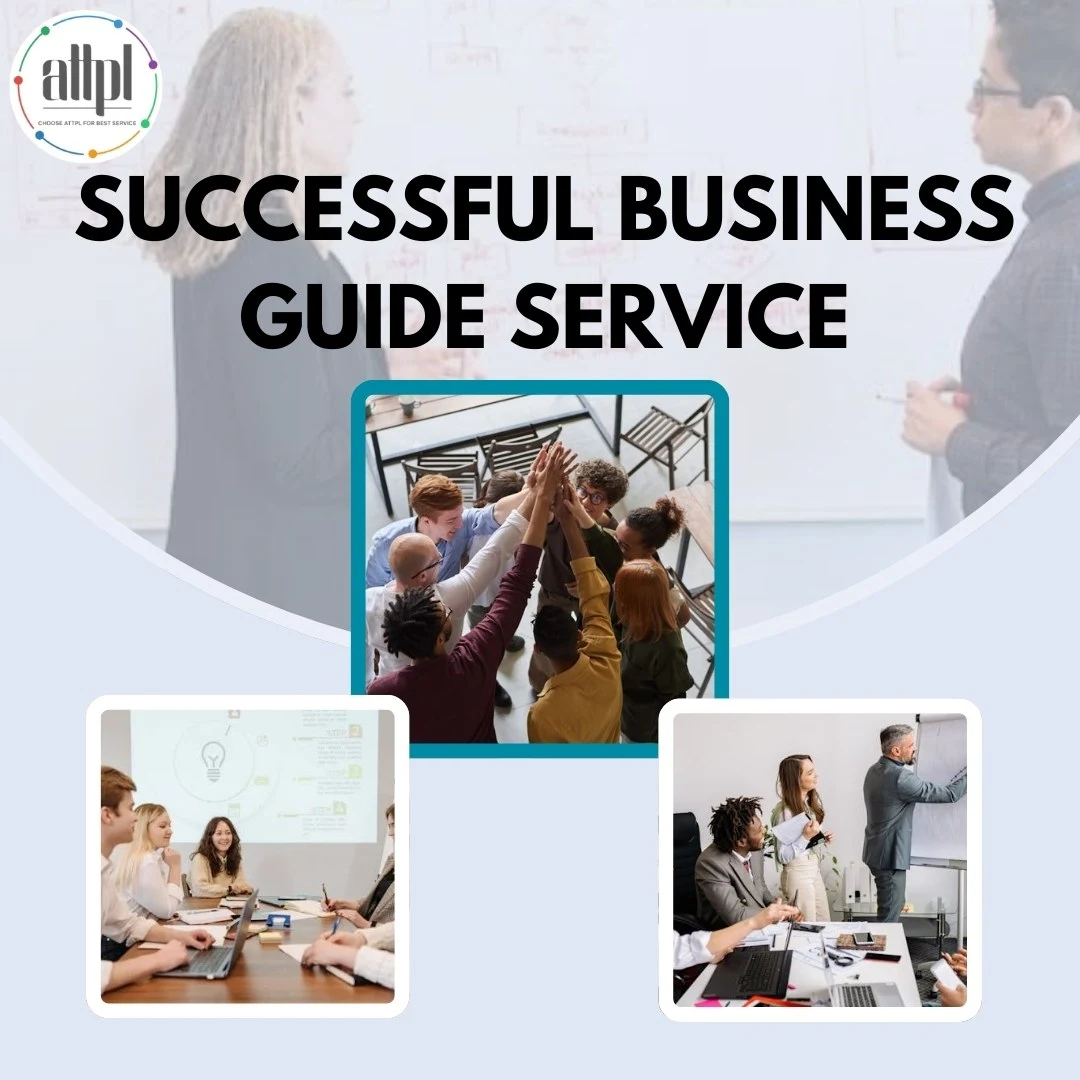 attpl
CHOOSE ATTPL FOR BEST SERVICE
SUCCESSFUL BUSINESS
GUIDE SERVICE